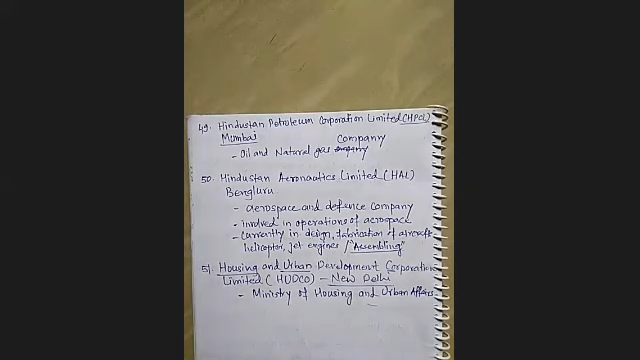 49. Hindustan Petroleum Corporation Limited (HPCL)
Mumbai
Company
- Oil and Natural gas
50. Hindustan Aeronautics Limited (HAL)
Bengluru
- aerospace and defence company
- involved in operations of aerospace
- Currently in design, fabrication of aircraft,
helicopter, jet engines / "Assembling"
51. Housing and Urban Development Corporation
Limited (HUDCO) - New Delhi
- Ministry of Housing and Urban Affairs